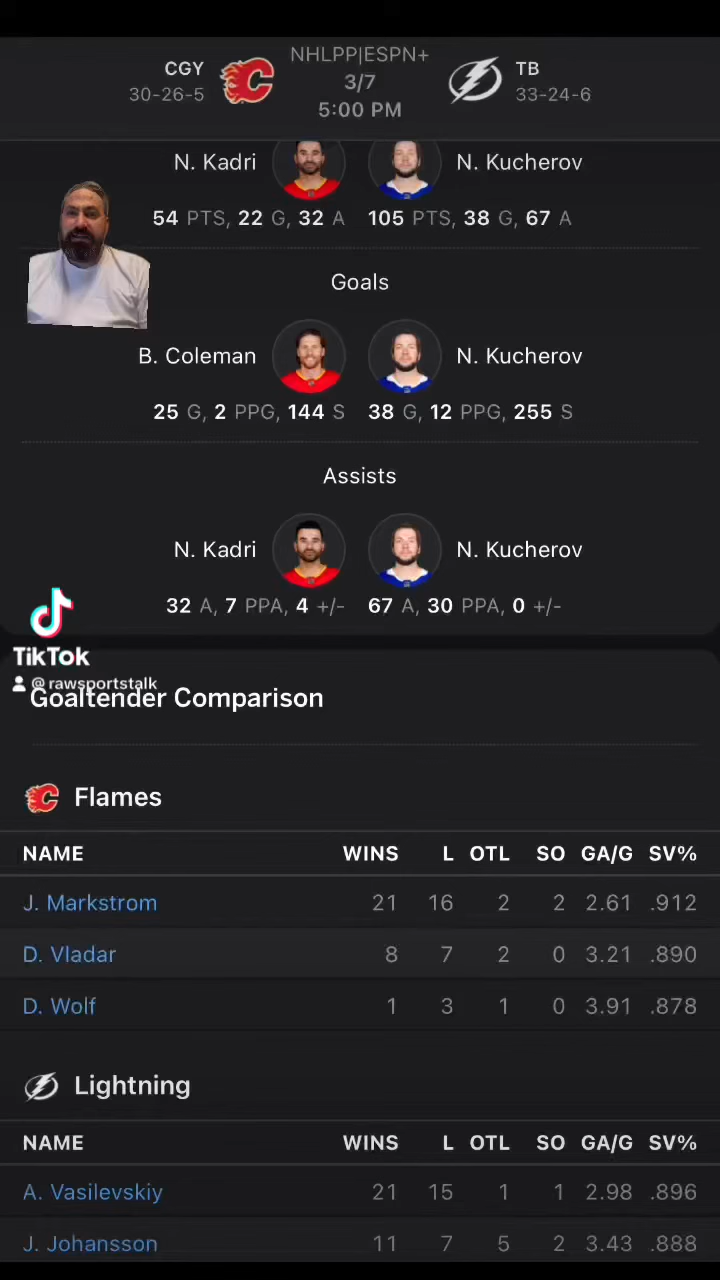 NHLPP|ESPN+
CGY 3/7 TB
30-26-5 5:00 PM 33-24-6
N. Kadri N. Kucherov
54 PTS, 22 G, 32 A 105 PTS, 38 G, 67 A
Goals
B. Coleman N. Kucherov
25 G, 2 PPG, 144 S 38 G, 12 PPG, 255 S
Assists
N. Kadri N. Kucherov
32 A, 7 PPA, 4 +/- 67 A, 30 PPA, 0 +/-
TikTok
@rawsportstalk
Goaltender Comparison
Flames
NAME WINS L OTL SO GA/G SV%
J. Markstrom 21 16 2 2 2.61 .912
D. Vladar 8 7 2 0 3.21 .890
D. Wolf 1 3 1 0 3.91 .878
Lightning
NAME WINS L OTL SO GA/G SV%
A. Vasilevskiy 21 15 1 1 2.98 .896
J. Johansson 11 7 5 2 3.43 .888